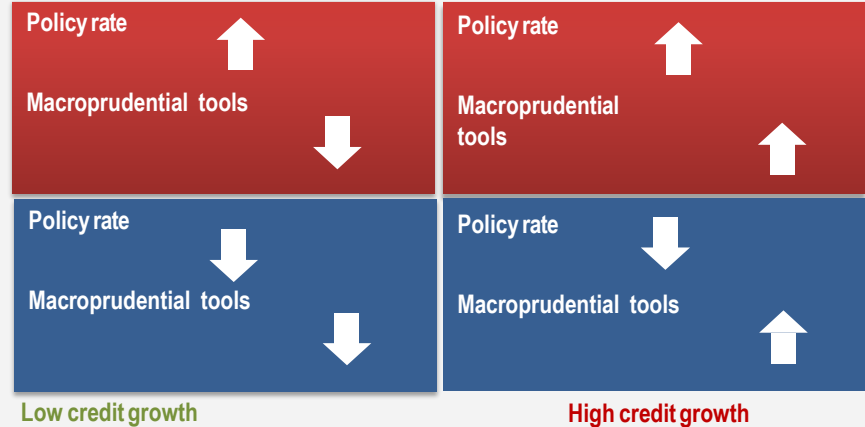 Policy rate
Macroprudential tools
Policy rate
Macroprudential
tools
Policy rate
Macroprudential tools
Policy rate
Macroprudential tools
Low credit growth
High credit growth